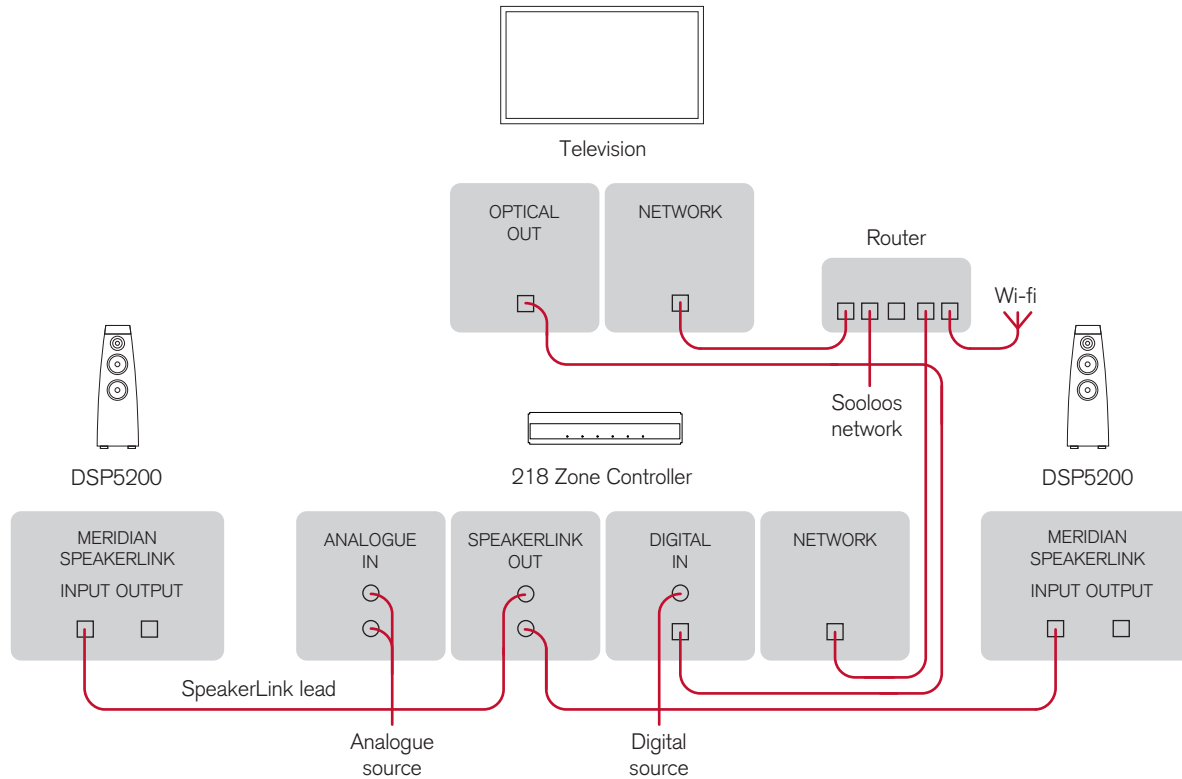 Television
OPTICAL
OUT
NETWORK
Router
Wi-fi
Sooloos
network
DSP5200
218 Zone Controller
DSP5200
MERIDIAN
SPEAKERLINK
INPUT OUTPUT
ANALOGUE
IN
SPEAKERLINK
OUT
DIGITAL
IN
NETWORK
MERIDIAN
SPEAKERLINK
INPUT OUTPUT
SpeakerLink lead
Analogue
source
Digital
source